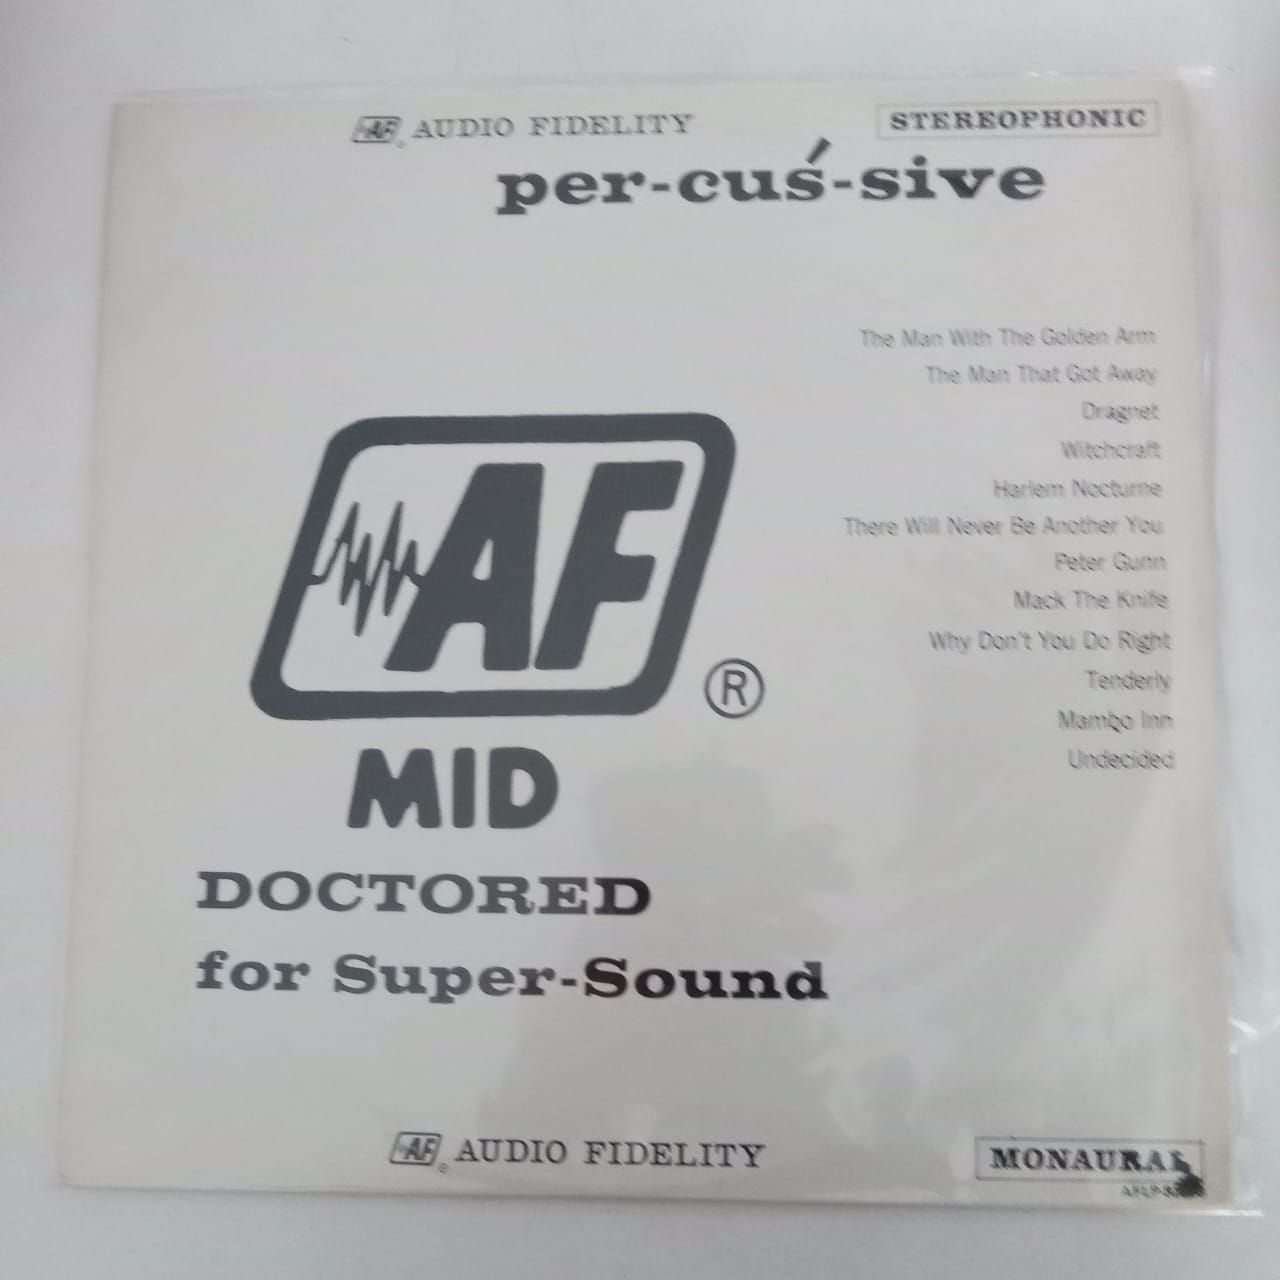 AF® AUDIO FIDELITY
STEREOPHONIC
per-cuś-sive
The Man With The Golden Arm
The Man That Got Away
Dragnet
Witchcraft
Harlem Nocturne
There Will Never Be Another You
Peter Gunn
Mack The Knife
Why Don't You Do Right
Tenderly
Mambo Inn
Undecided
AF®
MID
DOCTORED
for Super-Sound
AF® AUDIO FIDELITY
MONAURAL